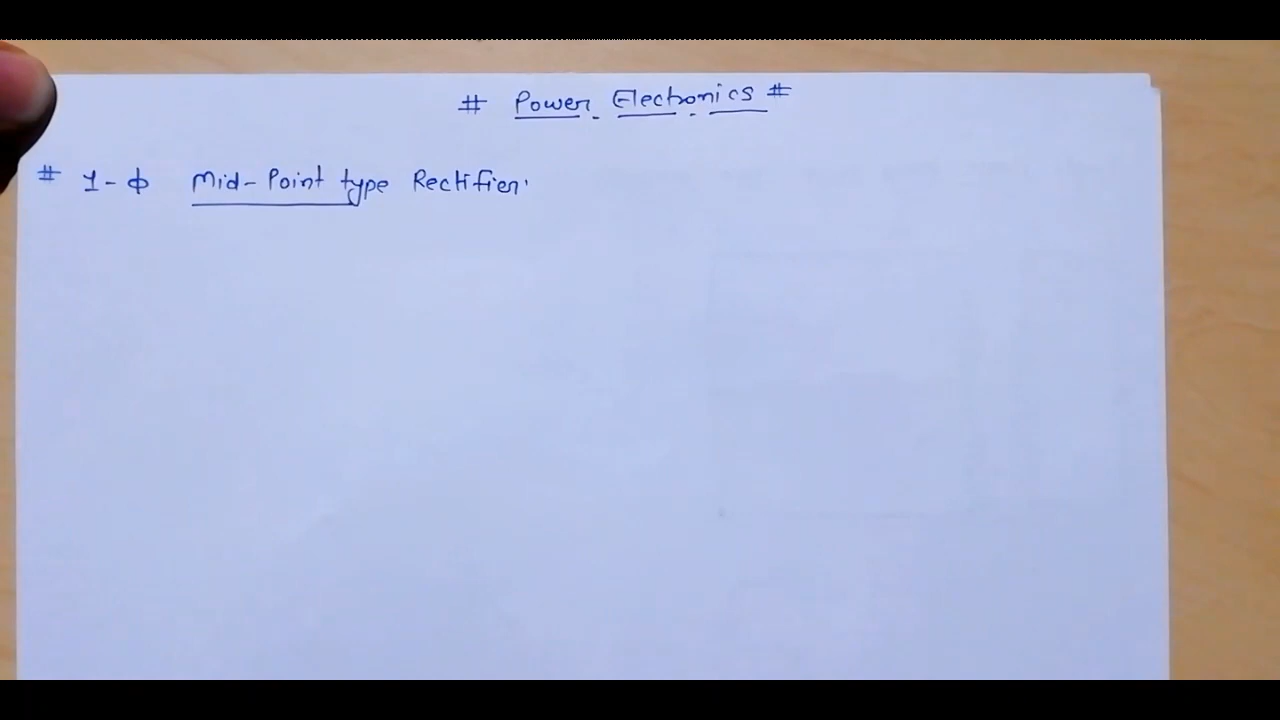 # Power Electronics #
# 1-ф Mid-Point type Rectifier.